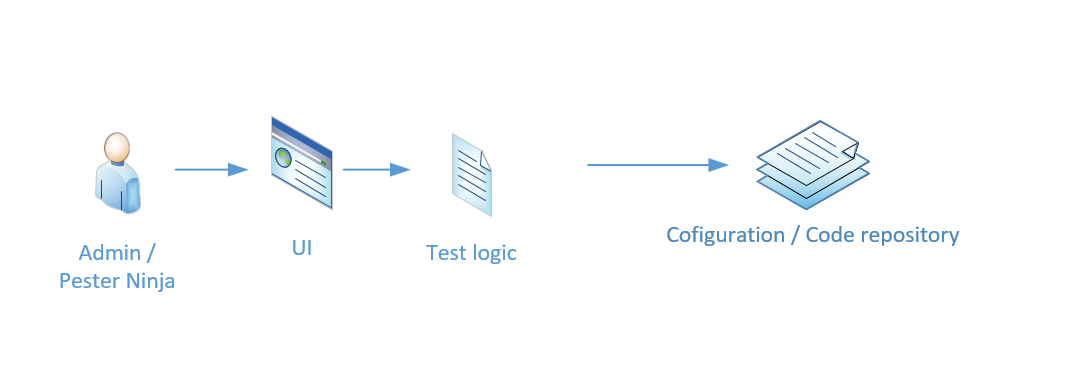 Admin /
Pester Ninja
UI
Test logic
Cofiguration / Code repository